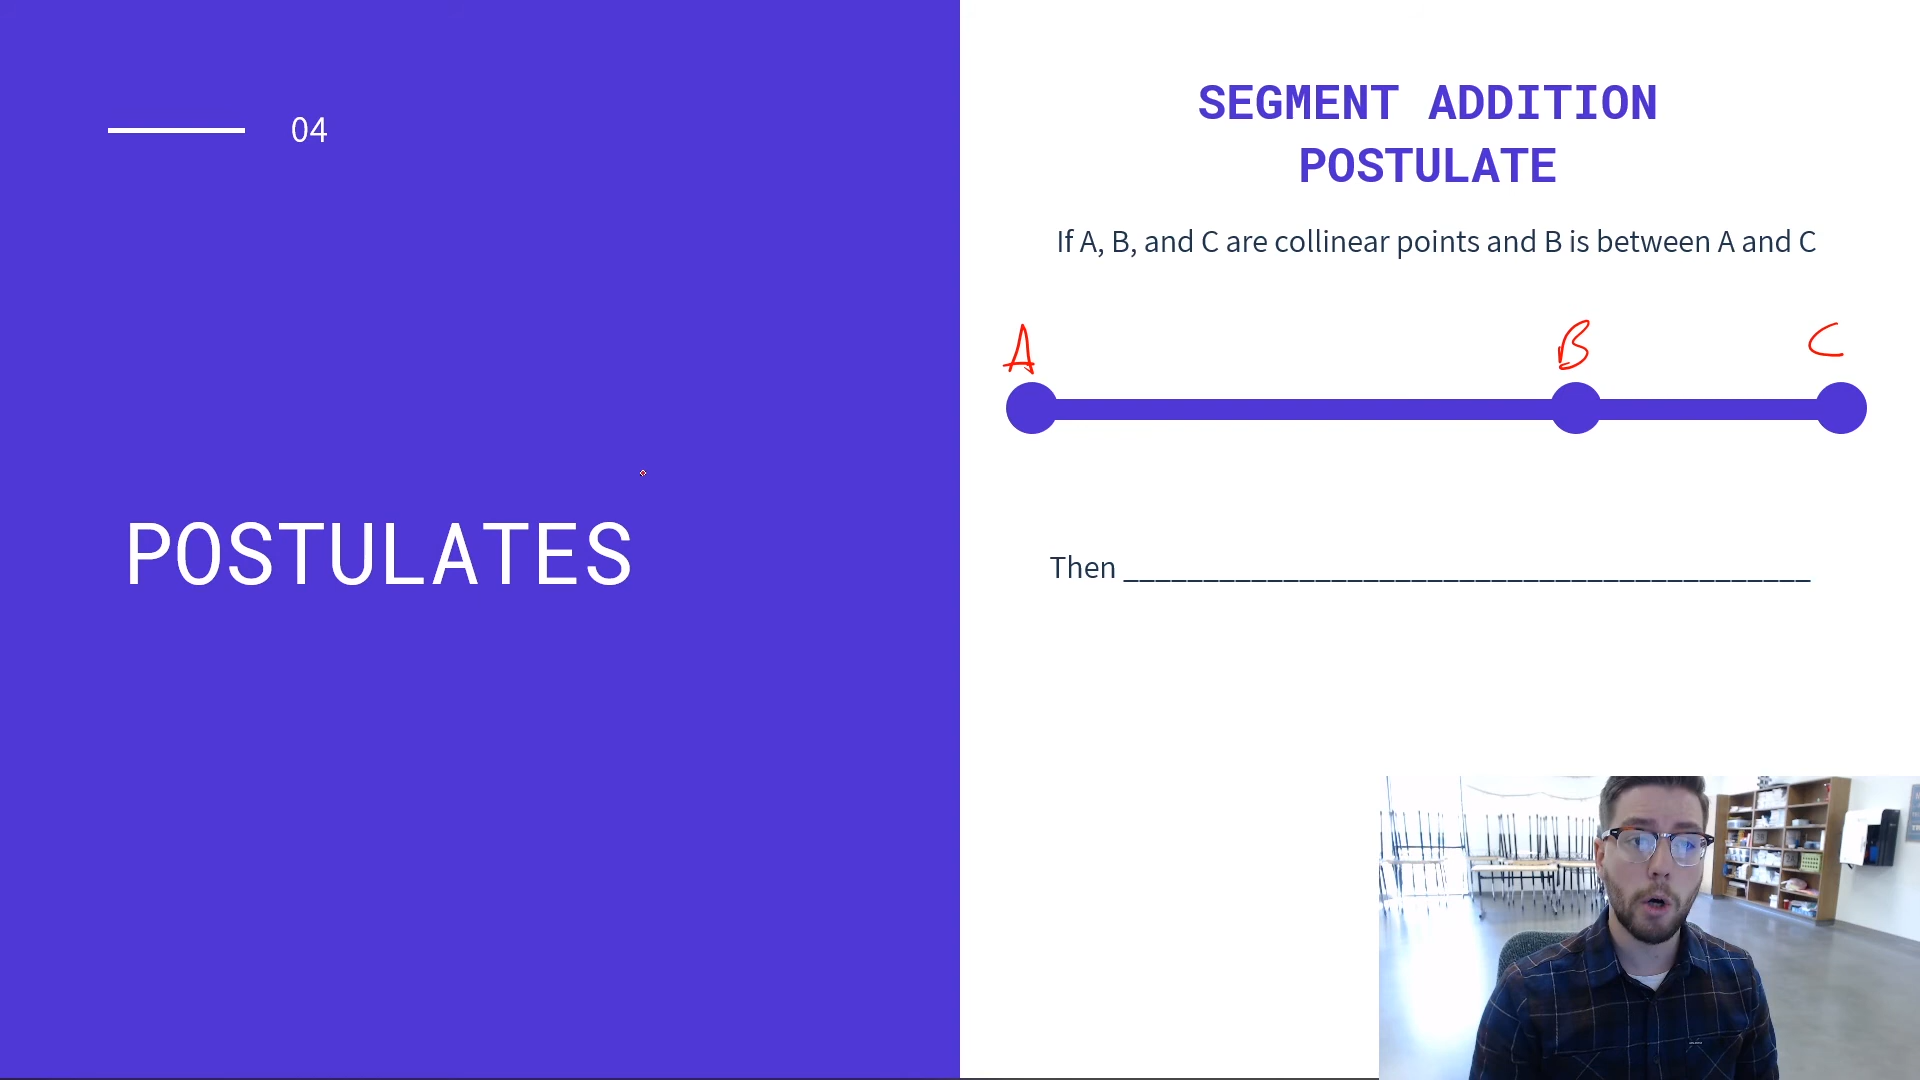 04
POSTULATES
SEGMENT ADDITION
POSTULATE
If A, B, and C are collinear points and B is between A and C
A B C
Then ___________________________________________